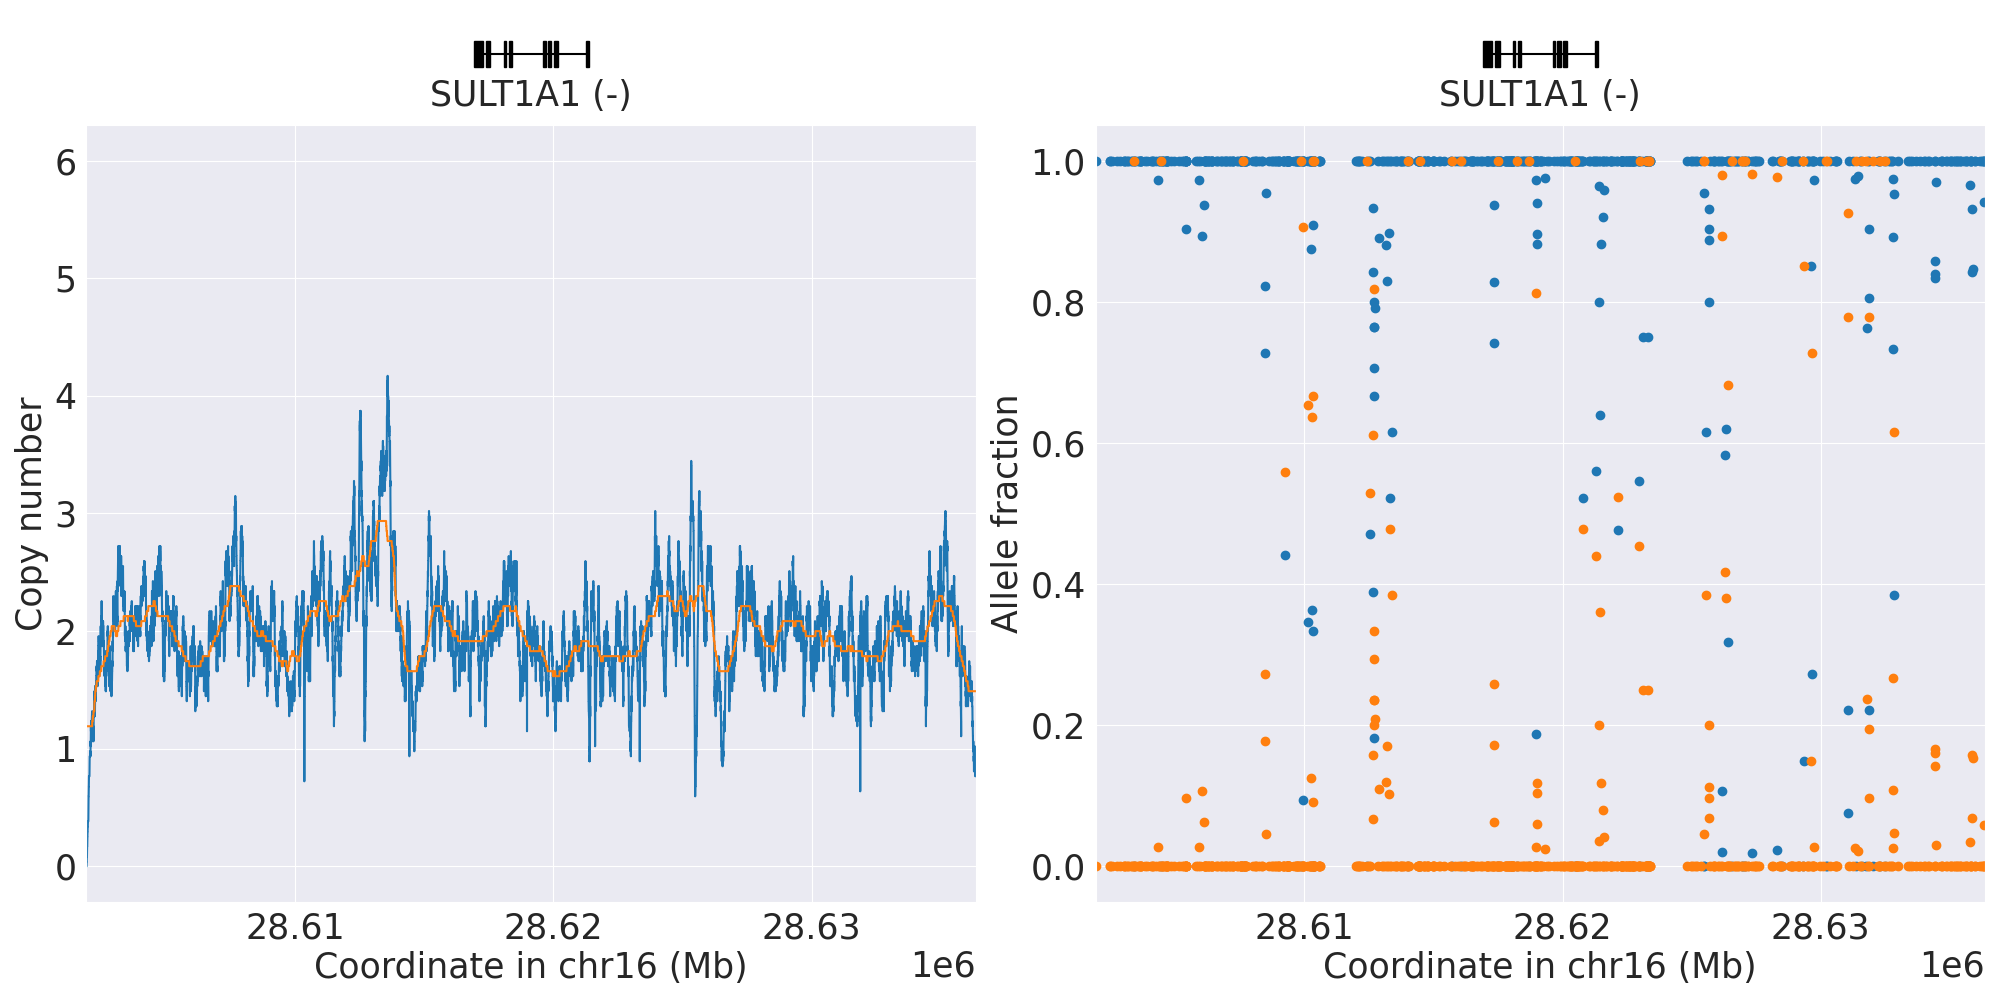 SULT1A1 (-)
6
5
4
3
2
1
0
Copy number
28.61
28.62
28.63
Coordinate in chr16 (Mb)
1e6
SULT1A1 (-)
1.0
0.8
0.6
0.4
0.2
0.0
Allele fraction
28.61
28.62
28.63
Coordinate in chr16 (Mb)
1e6